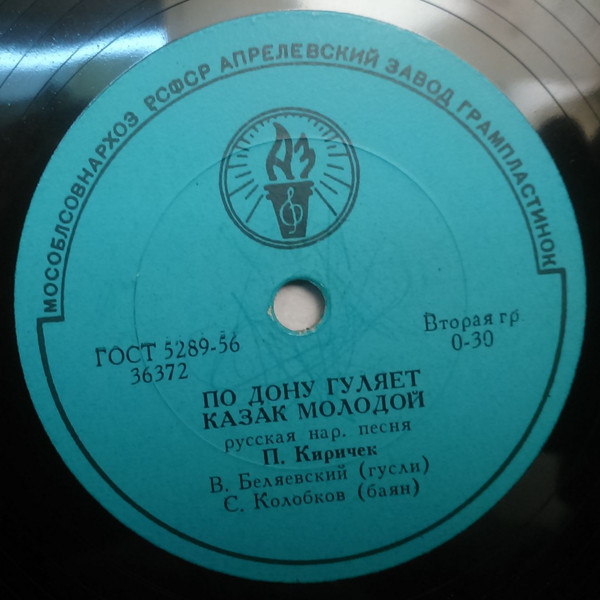 МОСОБЛСОВНАРХОЗ РСФСР АПРЕЛЕВСКИЙ ЗАВОД ГРАМПЛАСТИНОК
АЗ
ГОСТ 5289-56
36372
Вторая гр
0-30
ПО ДОНУ ГУЛЯЕТ
КАЗАК МОЛОДОЙ
русская нар. песня
П. Киричек
В. Беляевский (гусли)
С. Колобков (баян)